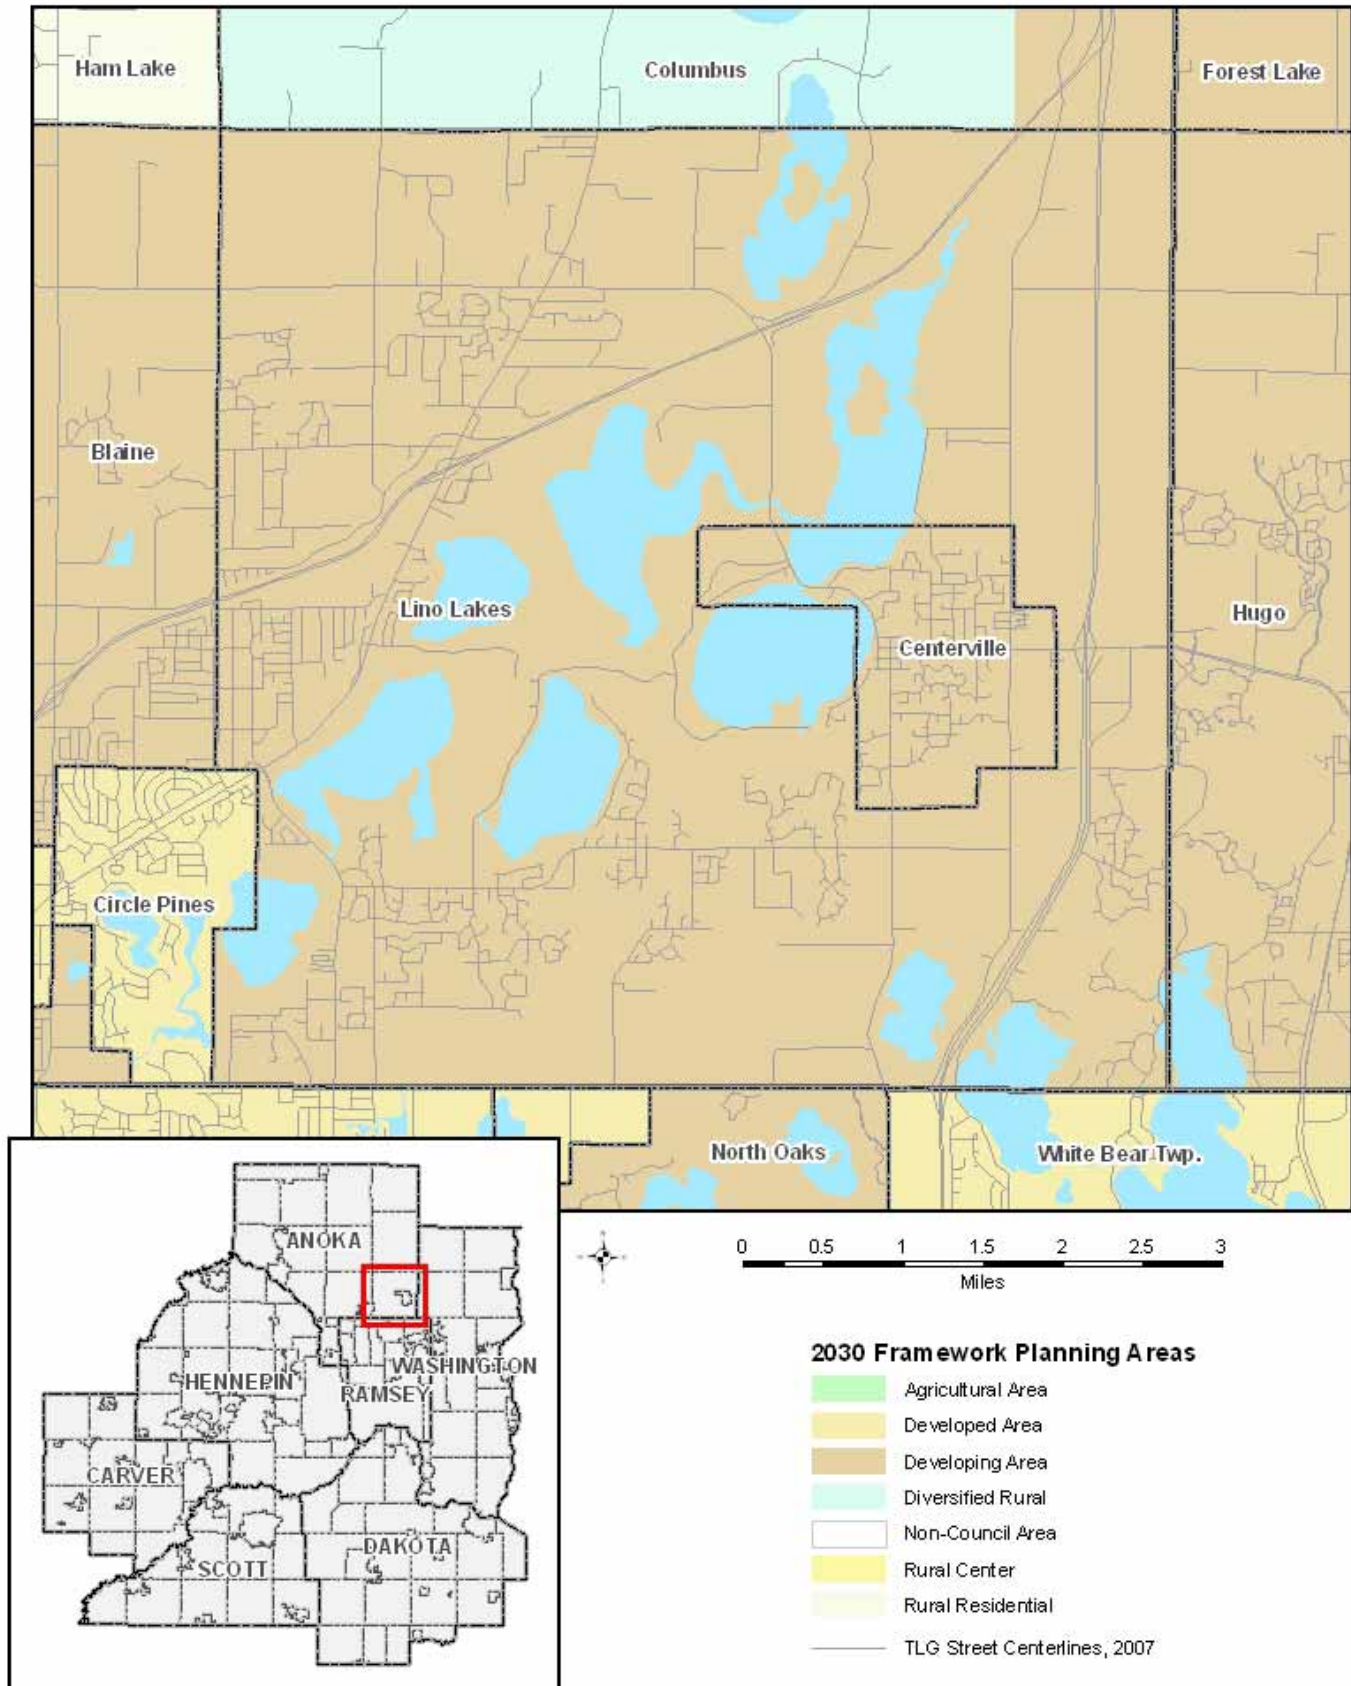 Ham Lake
Columbus
Forest Lake
Blaine
Lino Lakes
Centerville
Hugo
Circle Pines
North Oaks
White Bear Twp.
ANOKA
HENNEPIN
RAMSEY
WASHINGTON
CARVER
SCOTT
DAKOTA
0 0.5 1 1.5 2 2.5 3
Miles
2030 Framework Planning Areas
Agricultural Area
Developed Area
Developing Area
Diversified Rural
Non-Council Area
Rural Center
Rural Residential
TLG Street Centerlines, 2007